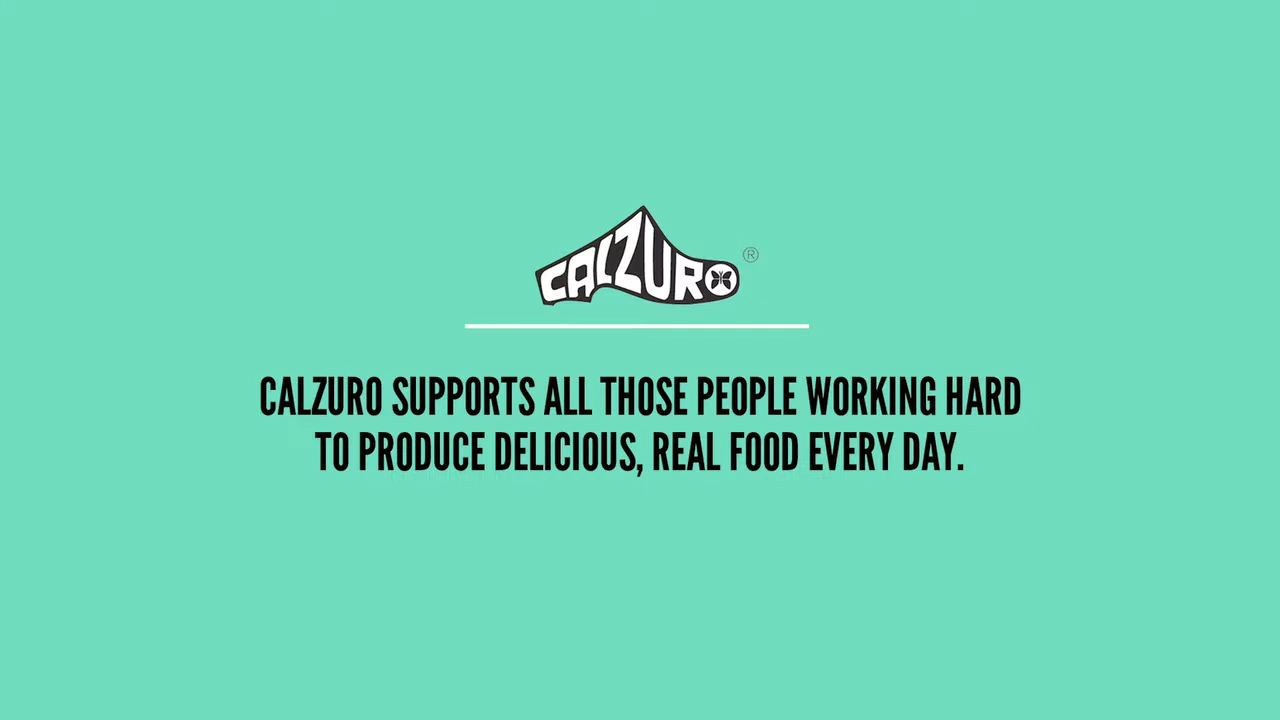 CALZURO ®
CALZURO SUPPORTS ALL THOSE PEOPLE WORKING HARD
TO PRODUCE DELICIOUS, REAL FOOD EVERY DAY.